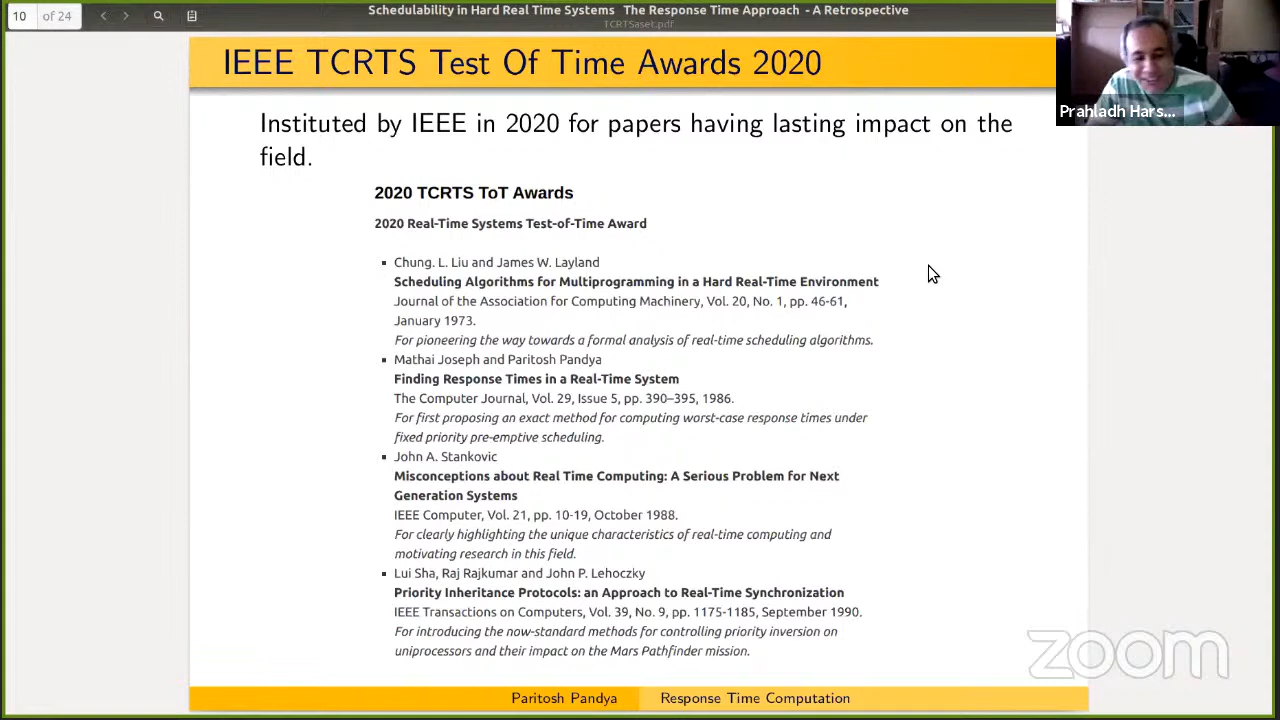 10 of 24
Schedulability in Hard Real Time Systems The Response Time Approach - A Retrospective
TCRTSaset.pdf
IEEE TCRTS Test Of Time Awards 2020
Prahladh Hars...
Instituted by IEEE in 2020 for papers having lasting impact on the
field.
2020 TCRTS ToT Awards
2020 Real-Time Systems Test-of-Time Award
Chung. L. Liu and James W. Layland
Scheduling Algorithms for Multiprogramming in a Hard Real-Time Environment
Journal of the Association for Computing Machinery, Vol. 20, No. 1, pp. 46-61,
January 1973.
For pioneering the way towards a formal analysis of real-time scheduling algorithms.
Mathai Joseph and Paritosh Pandya
Finding Response Times in a Real-Time System
The Computer Journal, Vol. 29, Issue 5, pp. 390–395, 1986.
For first proposing an exact method for computing worst-case response times under
fixed priority pre-emptive scheduling.
John A. Stankovic
Misconceptions about Real Time Computing: A Serious Problem for Next
Generation Systems
IEEE Computer, Vol. 21, pp. 10-19, October 1988.
For clearly highlighting the unique characteristics of real-time computing and
motivating research in this field.
Lui Sha, Raj Rajkumar and John P. Lehoczky
Priority Inheritance Protocols: an Approach to Real-Time Synchronization
IEEE Transactions on Computers, Vol. 39, No. 9, pp. 1175-1185, September 1990.
For introducing the now-standard methods for controlling priority inversion on
uniprocessors and their impact on the Mars Pathfinder mission.
zoom
Paritosh Pandya Response Time Computation